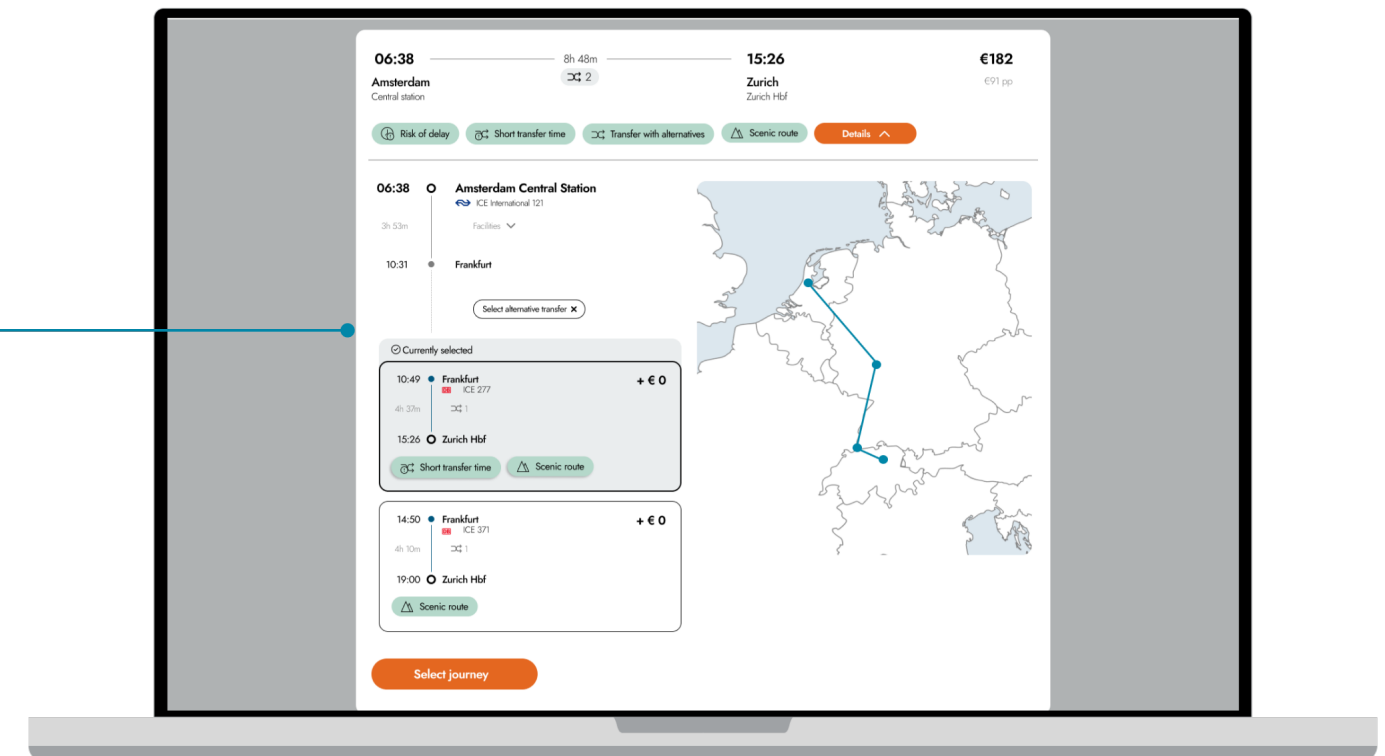 06:38 8h 48m 15:26 €182
2
Amsterdam Zurich €91 pp
Central station Zurich Hbf
Risk of delay Short transfer time Transfer with alternatives Scenic route Details
06:38 Amsterdam Central Station
ICE International 121
3h 53m Facilities
10:31 Frankfurt
Select alternative transfer ×
Currently selected
10:49 Frankfurt + € 0
DB ICE 277
4h 37m 1
15:26 Zurich Hbf
Short transfer time Scenic route
14:50 Frankfurt + € 0
DB ICE 371
4h 10m 1
19:00 Zurich Hbf
Scenic route
Select journey